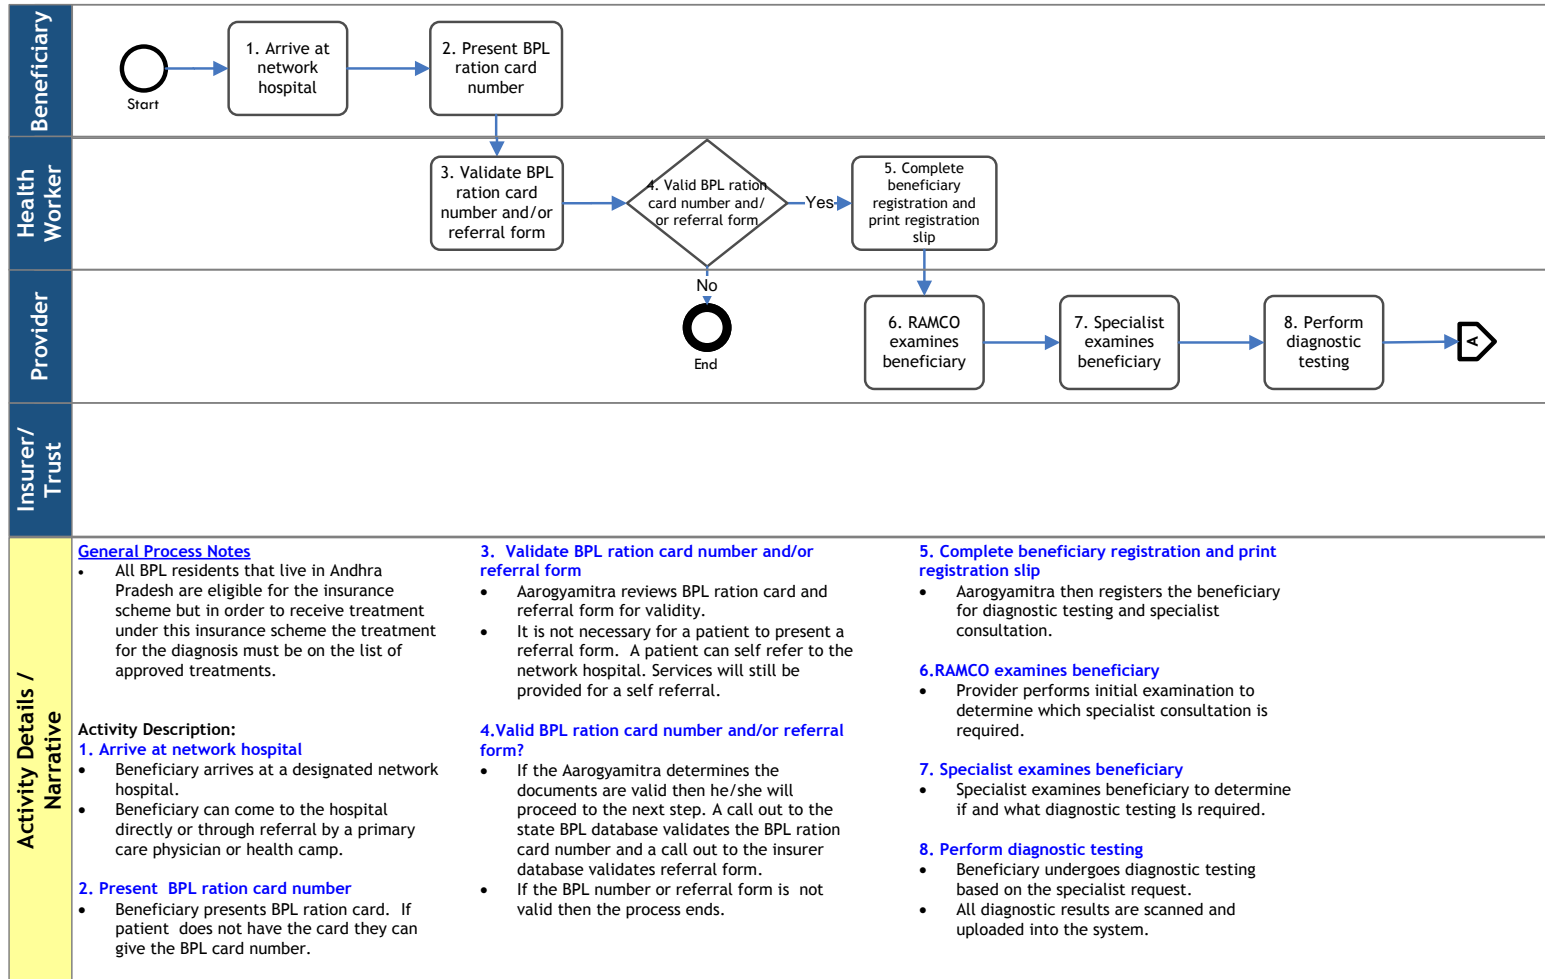 Beneficiary
Start
1. Arrive at
network
hospital
2. Present BPL
ration card
number
Health
Worker
3. Validate BPL
ration card
number and/or
referral form
4. Valid BPL ration
card number and/
or referral form
Yes
5. Complete
beneficiary
registration and
print registration
slip
No
Provider
End
6. RAMCO
examines
beneficiary
7. Specialist
examines
beneficiary
8. Perform
diagnostic
testing
A
Insurer/
Trust
Activity Details /
Narrative
General Process Notes
• All BPL residents that live in Andhra
Pradesh are eligible for the insurance
scheme but in order to receive treatment
under this insurance scheme the treatment
for the diagnosis must be on the list of
approved treatments.
Activity Description:
1. Arrive at network hospital
• Beneficiary arrives at a designated network
hospital.
• Beneficiary can come to the hospital
directly or through referral by a primary
care physician or health camp.
2. Present BPL ration card number
• Beneficiary presents BPL ration card. If
patient does not have the card they can
give the BPL card number.
3. Validate BPL ration card number and/or
referral form
• Aarogyamitra reviews BPL ration card and
referral form for validity.
• It is not necessary for a patient to present a
referral form. A patient can self refer to the
network hospital. Services will still be
provided for a self referral.
4.Valid BPL ration card number and/or referral
form?
• If the Aarogyamitra determines the
documents are valid then he/she will
proceed to the next step. A call out to the
state BPL database validates the BPL ration
card number and a call out to the insurer
database validates referral form.
• If the BPL number or referral form is not
valid then the process ends.
5. Complete beneficiary registration and print
registration slip
• Aarogyamitra then registers the beneficiary
for diagnostic testing and specialist
consultation.
6.RAMCO examines beneficiary
• Provider performs initial examination to
determine which specialist consultation is
required.
7. Specialist examines beneficiary
• Specialist examines beneficiary to determine
if and what diagnostic testing Is required.
8. Perform diagnostic testing
• Beneficiary undergoes diagnostic testing
based on the specialist request.
• All diagnostic results are scanned and
uploaded into the system.